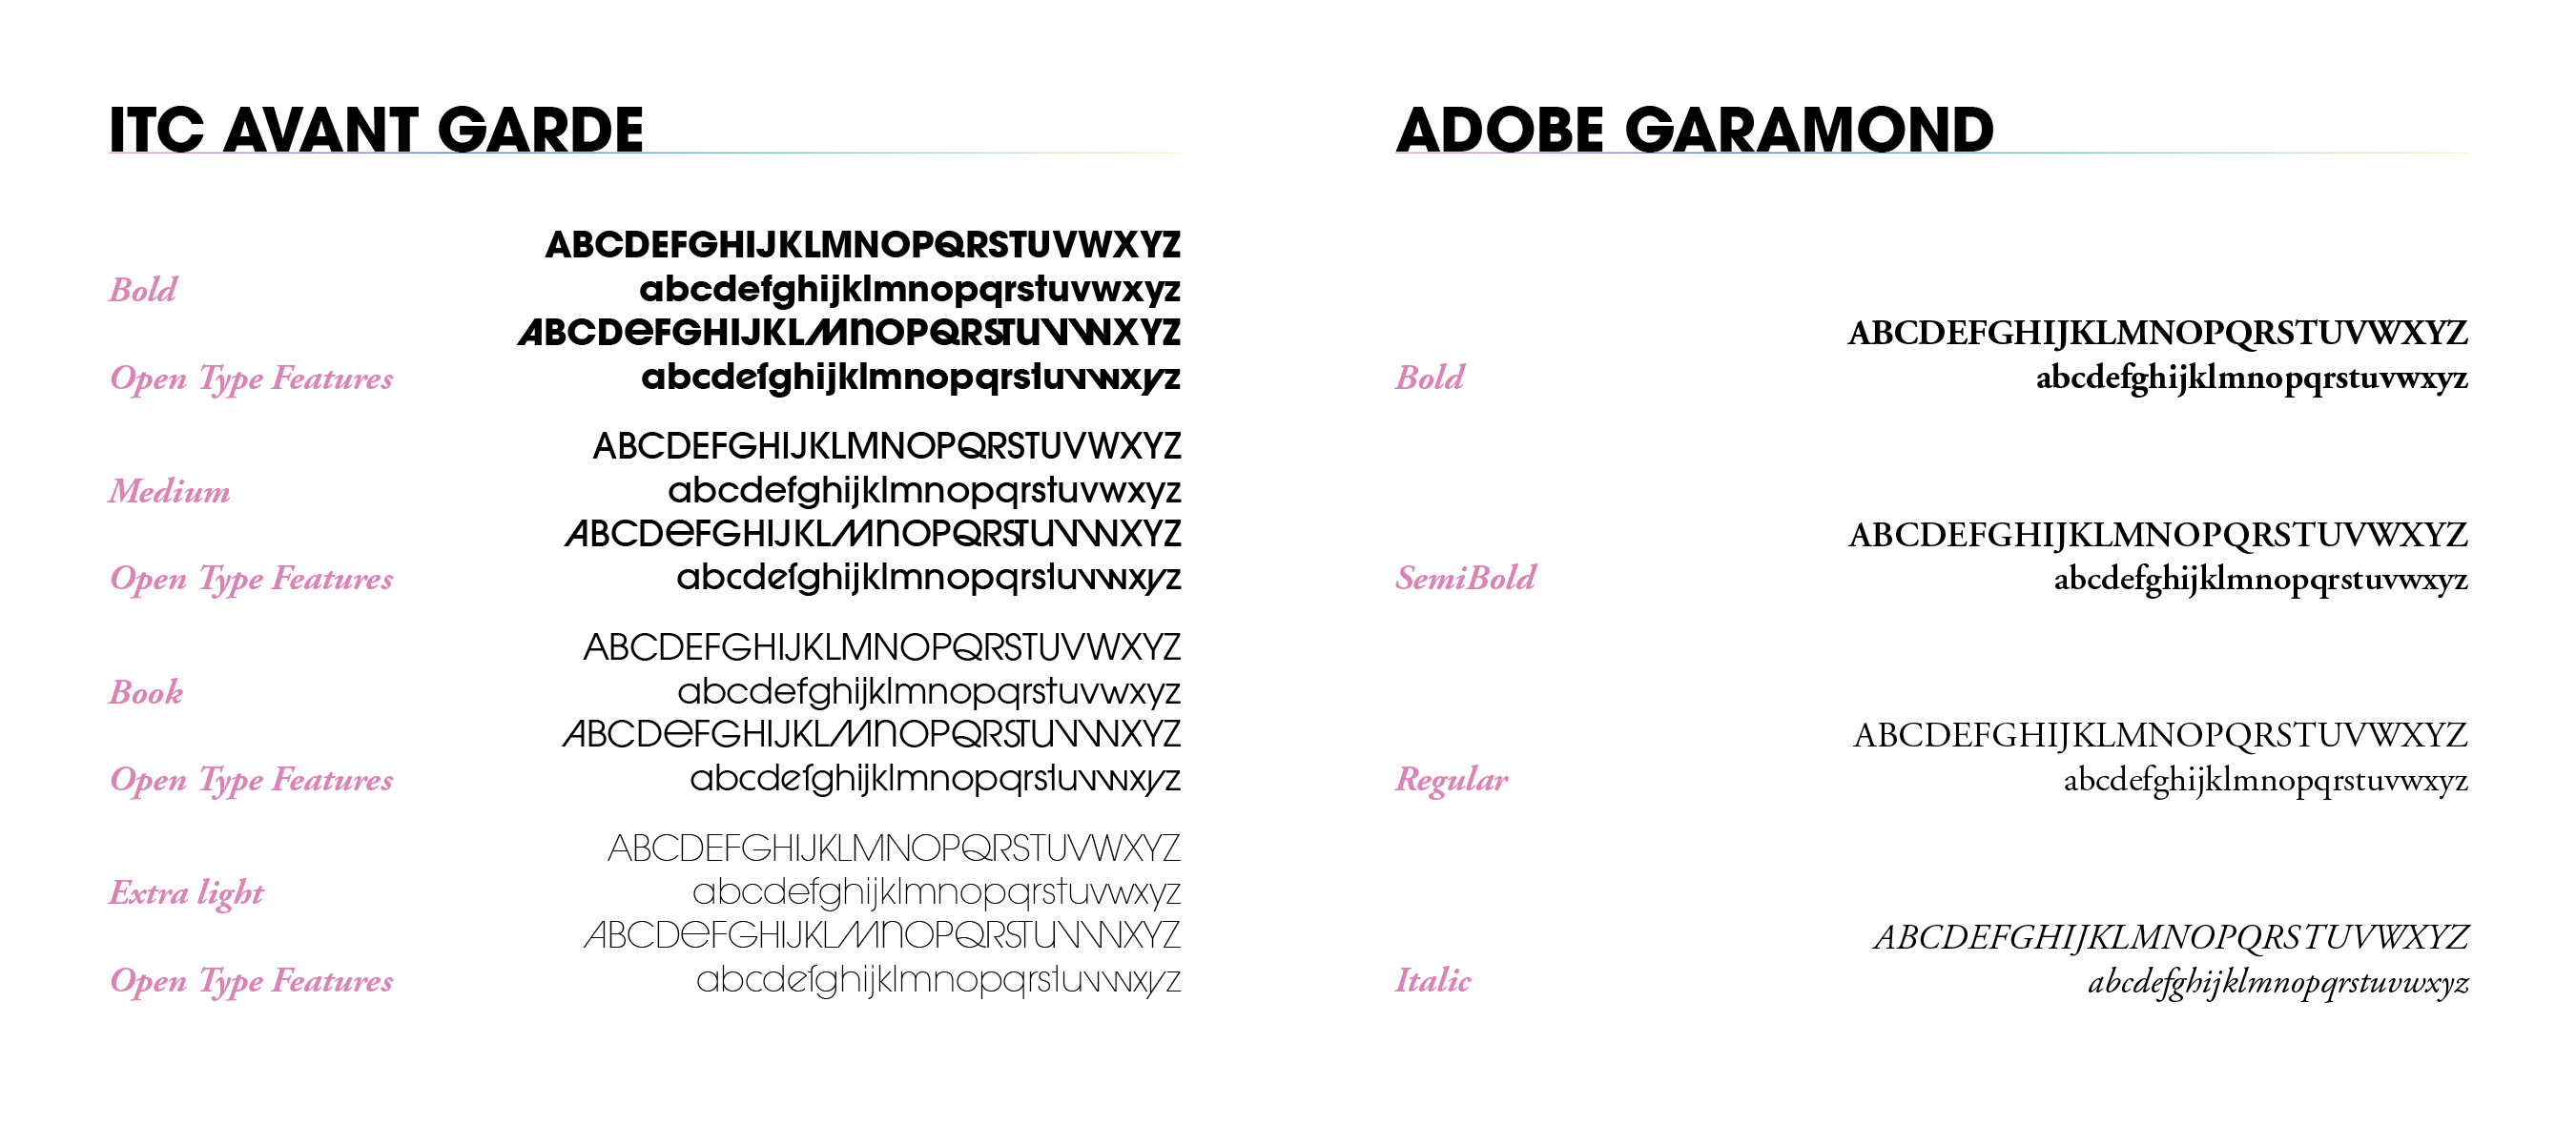 ITC AVANT GARDE
ABCDEFGHIJKLMNOPQRSTUVWXYZ
Bold abcdefghijklmnopqrstuvwxyz
ABCDEFGHIJKLMNOPQRSTUVWXYZ
Open Type Features abcdefghijklmnopqrstuvwxyz
ABCDEFGHIJKLMNOPQRSTUVWXYZ
Medium abcdefghijklmnopqrstuvwxyz
ABCDEFGHIJKLMNOPQRSTUVWXYZ
Open Type Features abcdefghijklmnopqrstuvwxyz
ABCDEFGHIJKLMNOPQRSTUVWXYZ
Book abcdefghijklmnopqrstuvwxyz
ABCDEFGHIJKLMNOPQRSTUVWXYZ
Open Type Features abcdefghijklmnopqrstuvwxyz
ABCDEFGHIJKLMNOPQRSTUVWXYZ
Extra light abcdefghijklmnopqrstuvwxyz
ABCDEFGHIJKLMNOPQRSTUVWXYZ
Open Type Features abcdefghijklmnopqrstuvwxyz
ADOBE GARAMOND
ABCDEFGHIJKLMNOPQRSTUVWXYZ
Bold abcdefghijklmnopqrstuvwxyz
ABCDEFGHIJKLMNOPQRSTUVWXYZ
SemiBold abcdefghijklmnopqrstuvwxyz
ABCDEFGHIJKLMNOPQRSTUVWXYZ
Regular abcdefghijklmnopqrstuvwxyz
ABCDEFGHIJKLMNOPQRSTUVWXYZ
Italic abcdefghijklmnopqrstuvwxyz